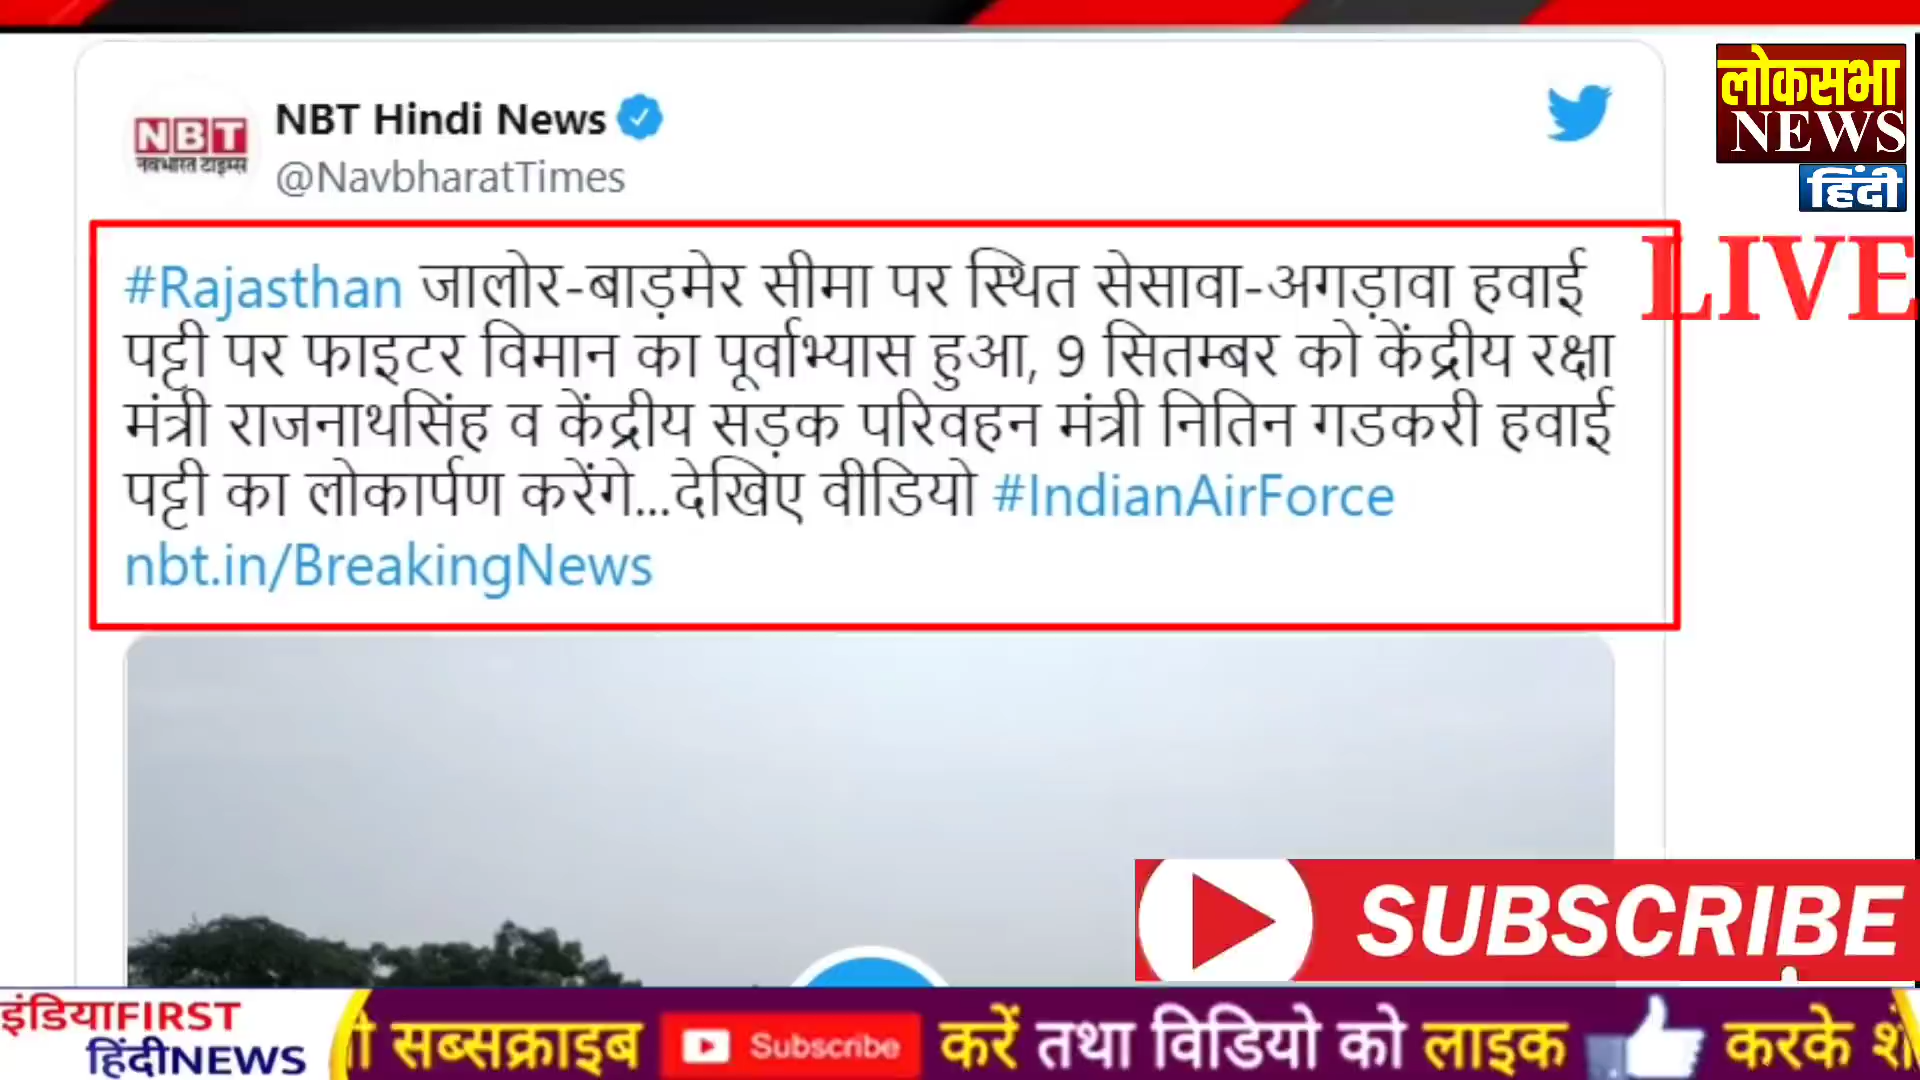 NBT Hindi News
@NavbharatTimes
NBT
नवभारत टाइम्स
लोकसभा
NEWS
हिंदी
LIVE
#Rajasthan जालोर-बाड़मेर सीमा पर स्थित सेसावा-अगड़ावा हवाई
पट्टी पर फाइटर विमान का पूर्वाभ्यास हुआ, 9 सितम्बर को केंद्रीय रक्षा
मंत्री राजनाथसिंह व केंद्रीय सड़क परिवहन मंत्री नितिन गडकरी हवाई
पट्टी का लोकार्पण करेंगे...देखिए वीडियो #IndianAirForce
nbt.in/BreakingNews
SUBSCRIBE
इंडियाFIRST
हिंदीNEWS
सब्सक्राइब Subscribe करें तथा विडियो को लाइक करके